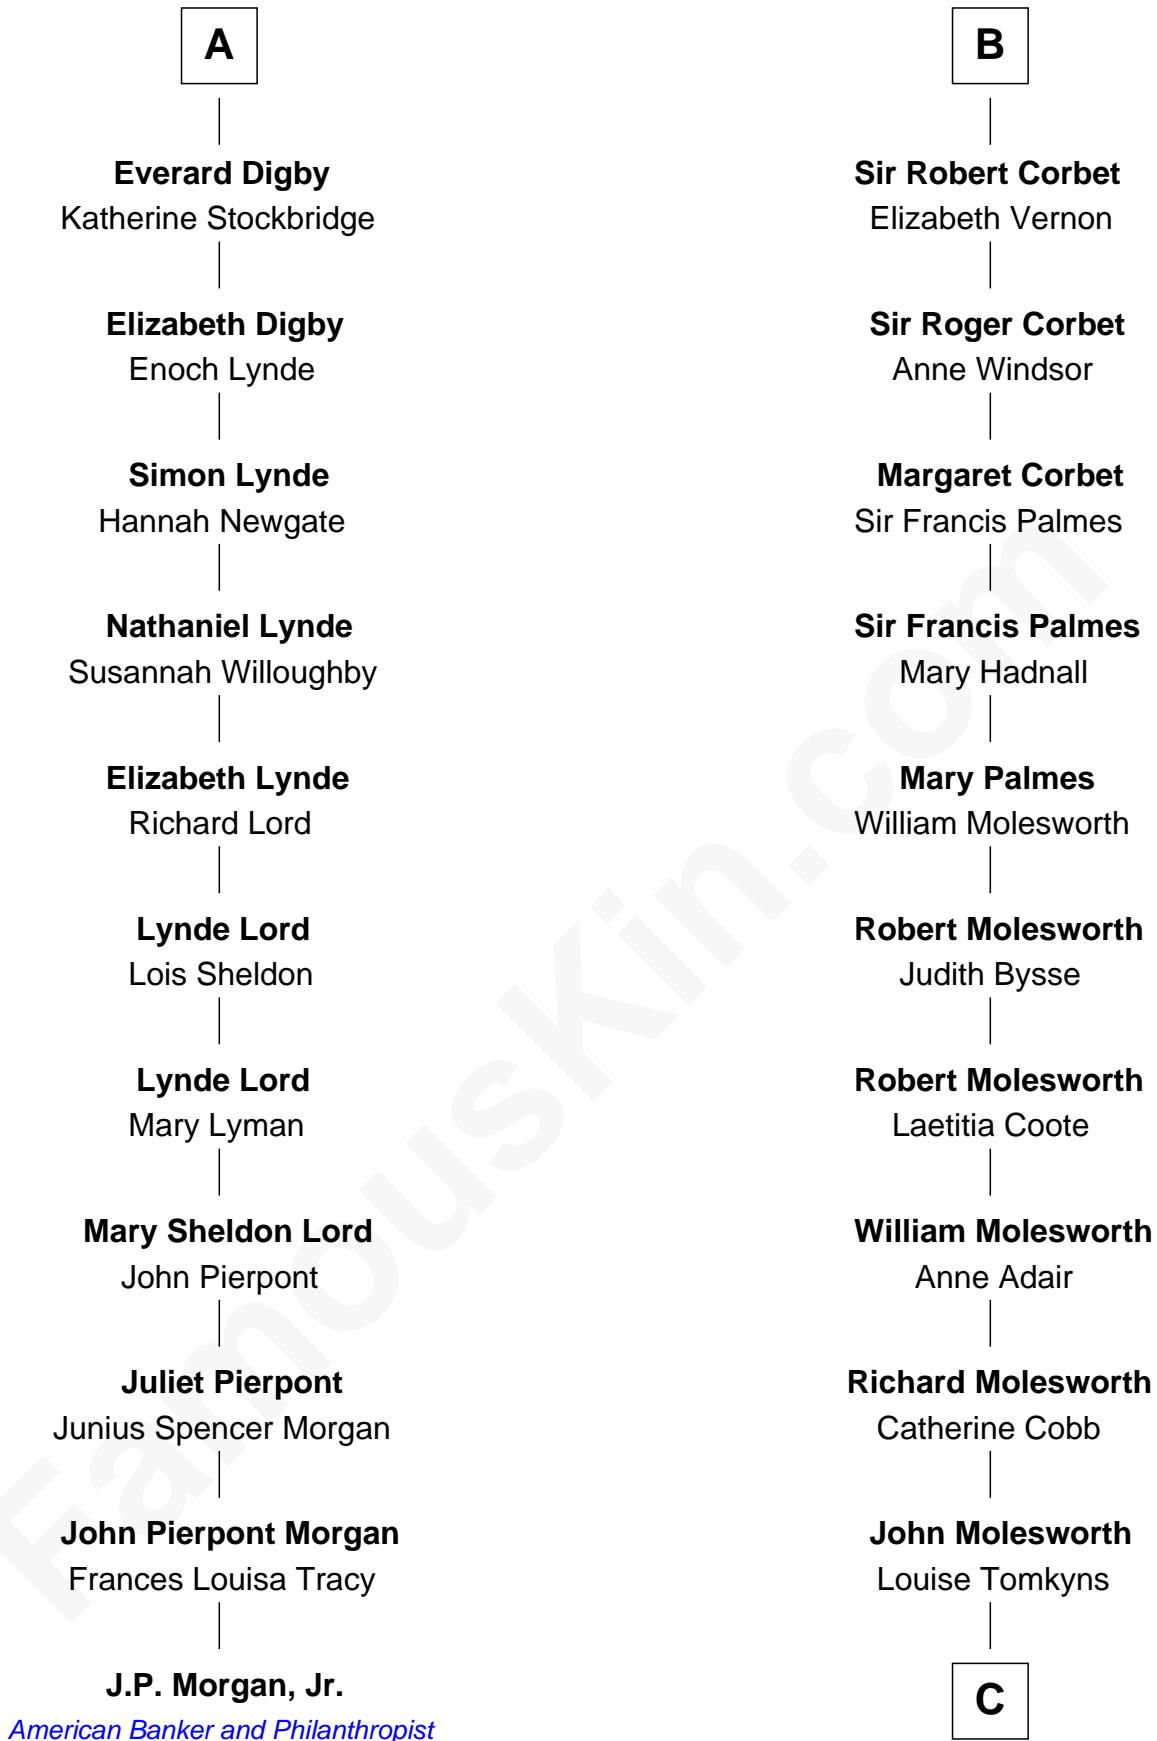 A
Everard Digby
Katherine Stockbridge
Elizabeth Digby
Enoch Lynde
Simon Lynde
Hannah Newgate
Nathaniel Lynde
Susannah Willoughby
Elizabeth Lynde
Richard Lord
Lynde Lord
Lois Sheldon
Lynde Lord
Mary Lyman
Mary Sheldon Lord
John Pierpont
Juliet Pierpont
Junius Spencer Morgan
John Pierpont Morgan
Frances Louisa Tracy
J.P. Morgan, Jr.
American Banker and Philanthropist
B
Sir Robert Corbet
Elizabeth Vernon
Sir Roger Corbet
Anne Windsor
Margaret Corbet
Sir Francis Palmes
Sir Francis Palmes
Mary Hadnall
Mary Palmes
William Molesworth
Robert Molesworth
Judith Bysse
Robert Molesworth
Laetitia Coote
William Molesworth
Anne Adair
Richard Molesworth
Catherine Cobb
John Molesworth
Louise Tomkyns
C
FamousKin.com